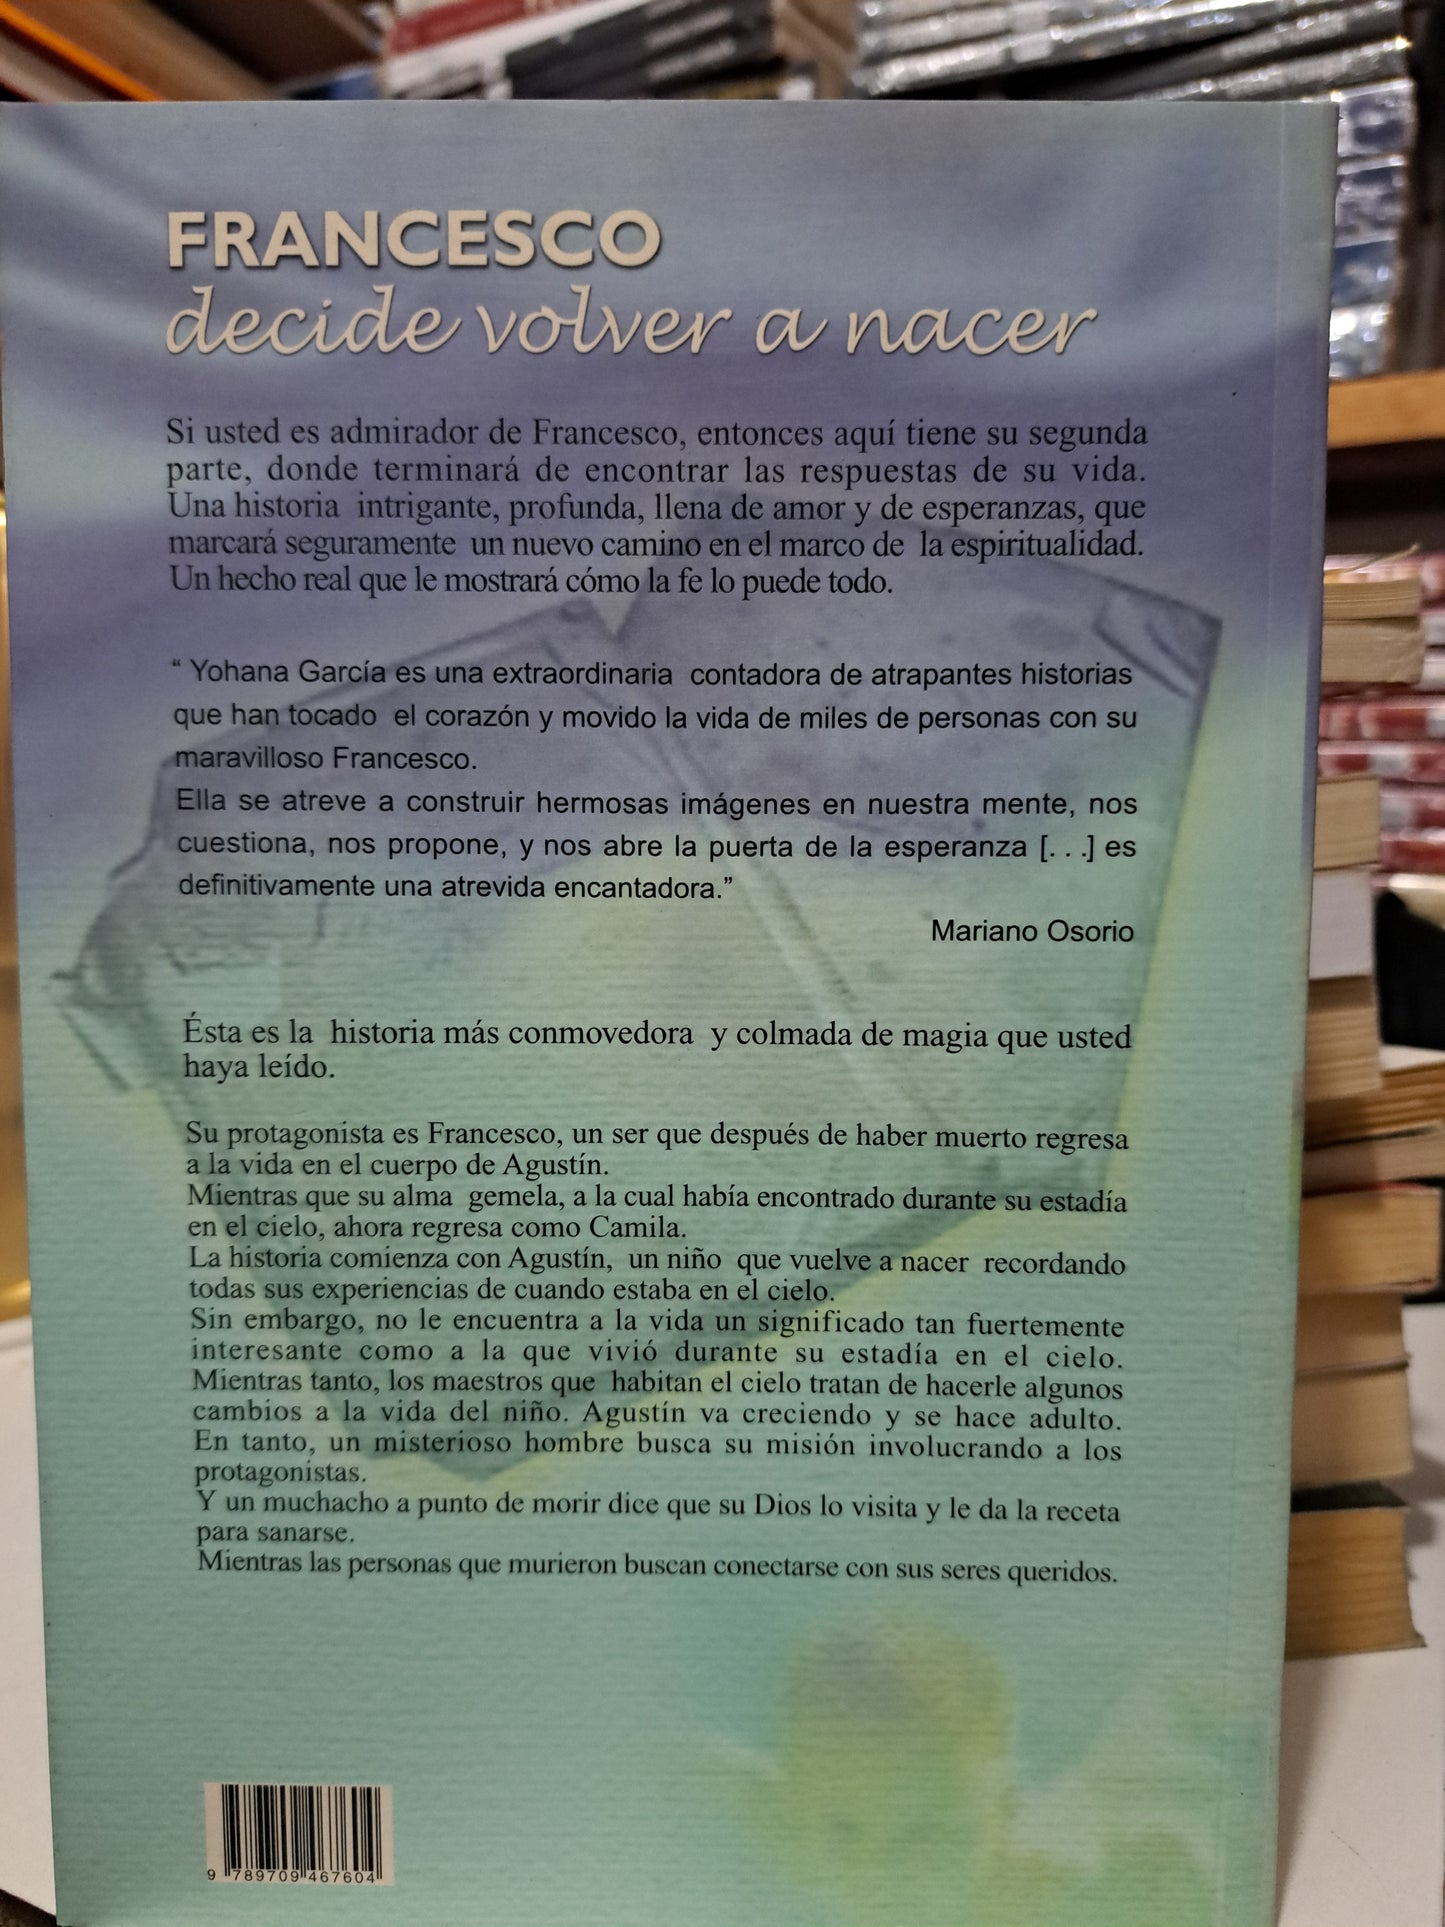 FRANCESCO
decide volver a nacer
Si usted es admirador de Francesco, entonces aquí tiene su segunda
parte, donde terminará de encontrar las respuestas de su vida.
Una historia intrigante, profunda, llena de amor y de esperanzas, que
marcará seguramente un nuevo camino en el marco de la espiritualidad.
Un hecho real que le mostrará cómo la fe lo puede todo.
“ Yohana García es una extraordinaria contadora de atrapantes historias
que han tocado el corazón y movido la vida de miles de personas con su
maravilloso Francesco.
Ella se atreve a construir hermosas imágenes en nuestra mente, nos
cuestiona, nos propone, y nos abre la puerta de la esperanza [. . .] es
definitivamente una atrevida encantadora.”
Mariano Osorio
Ésta es la historia más conmovedora y colmada de magia que usted
haya leído.
Su protagonista es Francesco, un ser que después de haber muerto regresa
a la vida en el cuerpo de Agustín.
Mientras que su alma gemela, a la cual había encontrado durante su estadía
en el cielo, ahora regresa como Camila.
La historia comienza con Agustín, un niño que vuelve a nacer recordando
todas sus experiencias de cuando estaba en el cielo.
Sin embargo, no le encuentra a la vida un significado tan fuertemente
interesante como a la que vivió durante su estadía en el cielo.
Mientras tanto, los maestros que habitan el cielo tratan de hacerle algunos
cambios a la vida del niño. Agustín va creciendo y se hace adulto.
En tanto, un misterioso hombre busca su misión involucrando a los
protagonistas.
Y un muchacho a punto de morir dice que su Dios lo visita y le da la receta
para sanarse.
Mientras las personas que murieron buscan conectarse con sus seres queridos.
9 789709 467604